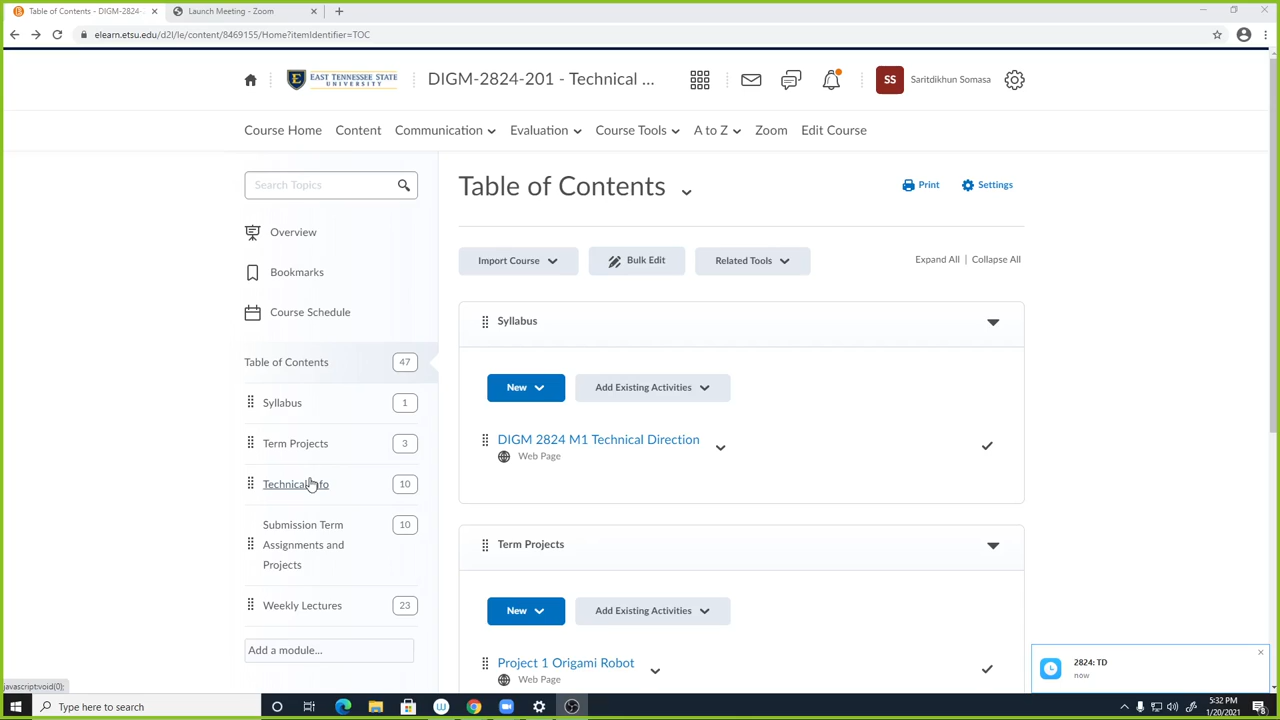 Table of Contents - DIGM-2824-
Launch Meeting - Zoom
elearn.etsu.edu/d2l/le/content/8469155/Home?itemIdentifier=TOC
EAST TENNESSEE STATE
UNIVERSITY
DIGM-2824-201 - Technical ...
SS
Saritdikhun Somasa
Course Home
Content
Communication
Evaluation
Course Tools
A to Z
Zoom
Edit Course
Search Topics
Table of Contents
Print
Settings
Overview
Import Course
Bulk Edit
Related Tools
Expand All | Collapse All
Bookmarks
Course Schedule
Syllabus
Table of Contents 47
New
Add Existing Activities
Syllabus 1
DIGM 2824 M1 Technical Direction
Web Page
Term Projects 3
Technical Info 10
Submission Term 10
Assignments and
Projects
Term Projects
Weekly Lectures 23
New
Add Existing Activities
Add a module...
Project 1 Origami Robot
Web Page
2824: TD
now
javascript:void(0);
Type here to search
5:32 PM
1/20/2021
8